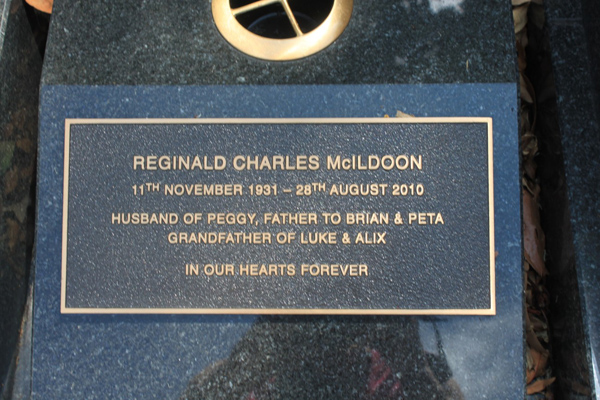 REGINALD CHARLES McILDOON
11TH NOVEMBER 1931 – 28TH AUGUST 2010
HUSBAND OF PEGGY, FATHER TO BRIAN & PETA
GRANDFATHER OF LUKE & ALIX
IN OUR HEARTS FOREVER